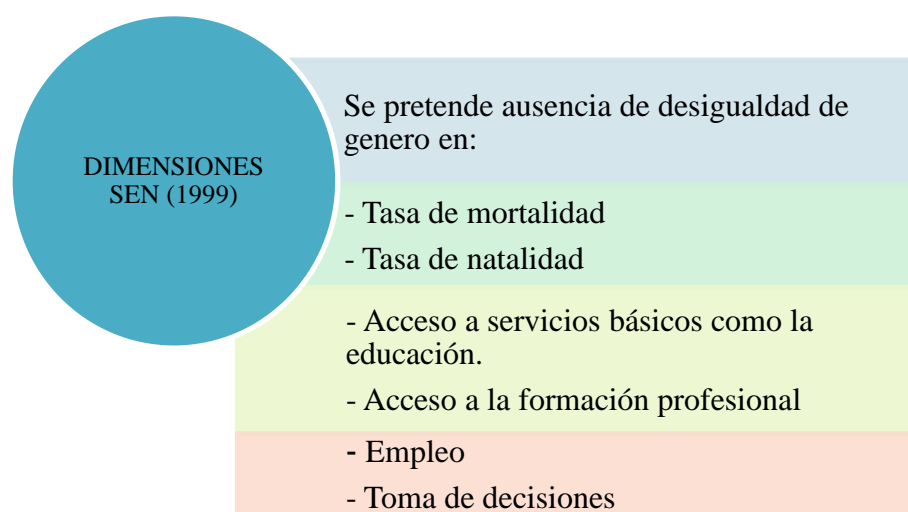 DIMENSIONES
SEN (1999)
Se pretende ausencia de desigualdad de
genero en:
- Tasa de mortalidad
- Tasa de natalidad
- Acceso a servicios básicos como la
educación.
- Acceso a la formación profesional
- Empleo
- Toma de decisiones